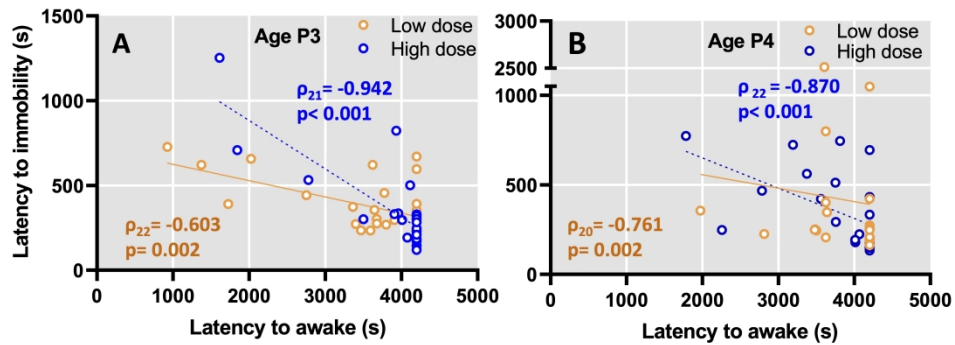 A
Age P3
Low dose
High dose
ρ21= -0.942
p< 0.001
ρ22= -0.603
p= 0.002
Latency to immobility (s)
1500
1000
500
0
0 1000 2000 3000 4000 5000
Latency to awake (s)
B
Age P4
Low dose
High dose
ρ22= -0.870
p< 0.001
ρ20= -0.761
p= 0.002
3000
2500
1000
500
0
0 1000 2000 3000 4000 5000
Latency to awake (s)